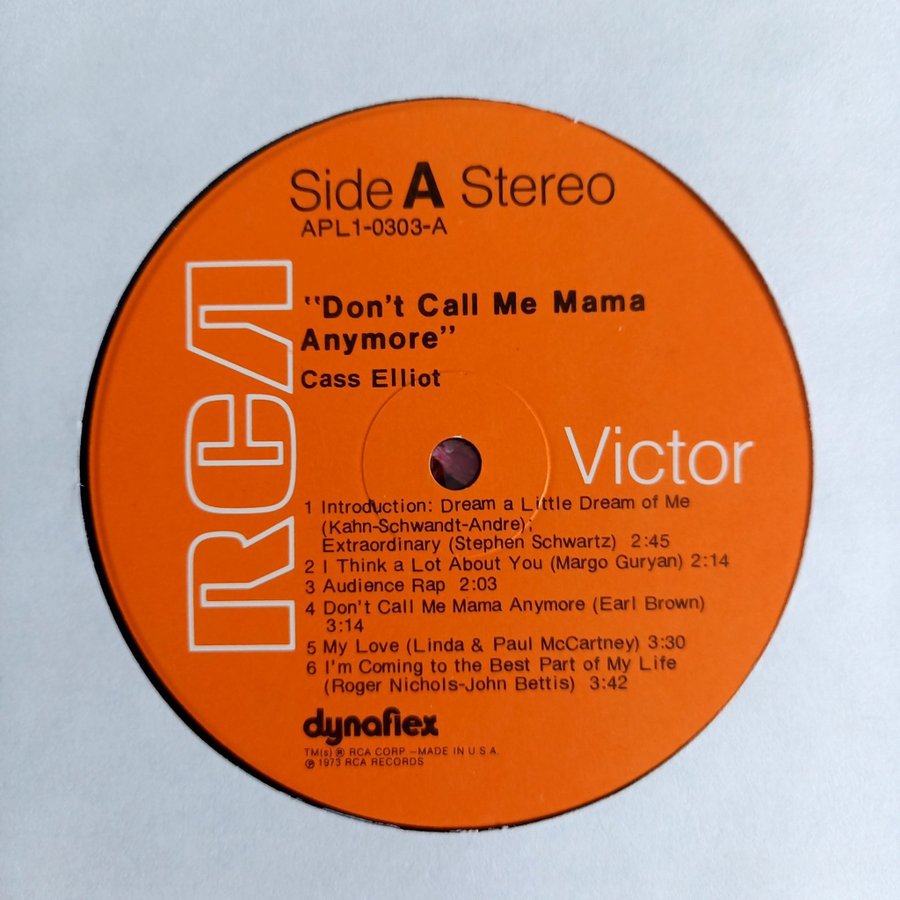 Side A Stereo
APL1-0303-A
RCA
"Don't Call Me Mama
Anymore"
Cass Elliot
Victor
1 Introduction: Dream a Little Dream of Me
(Kahn-Schwandt-Andre);
Extraordinary (Stephen Schwartz) 2:45
2 I Think a Lot About You (Margo Guryan) 2:14
3 Audience Rap 2:03
4 Don't Call Me Mama Anymore (Earl Brown)
3:14
5 My Love (Linda & Paul McCartney) 3:30
6 I'm Coming to the Best Part of My Life
(Roger Nichols-John Bettis) 3:42
dynaflex
TM(s) ® RCA CORP –MADE IN U.S.A.
℗ 1973 RCA RECORDS